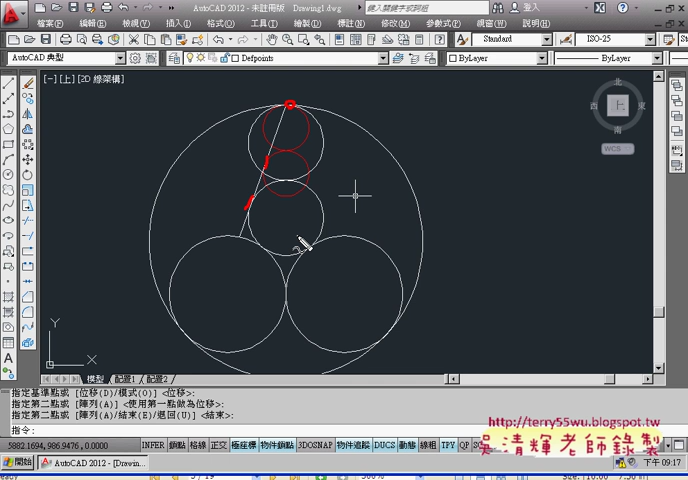 AutoCAD 2012 - 未註冊版 Drawing1.dwg
鍵入關鍵字或片語
登入
檔案(F) 編輯(E) 檢視(V) 插入(I) 格式(O) 工具(T) 繪製(D) 標註(N) 修改(M) 參數式(P) 視窗(W) 說明(H)
Standard ISO-25
AutoCAD 典型 Defpoints ByLayer ByLayer
[-] [上] [2D 線架構]
北
西 上 東
南
WCS
Y
X
模型 配置1 配置2
指定基準點或 [位移(D)/模式(O)] <位移>:
指定第二點或 [陣列(A)] <使用第一點做為位移>:
指定第二點或 [陣列(A)/結束(E)/退回(U)] <結束>:
指令:
http://terry55wu.blogspot.tw
5882.1694, 986.9476, 0.0000 INFER 鎖點 格線 正交 極座標 物件鎖點 3DOSNAP 物件追蹤 DUCS 動態 線粗 TPY QP
吳清輝老師錄製
開始 AutoCAD 2012 - [Drawin... 下午 09:17